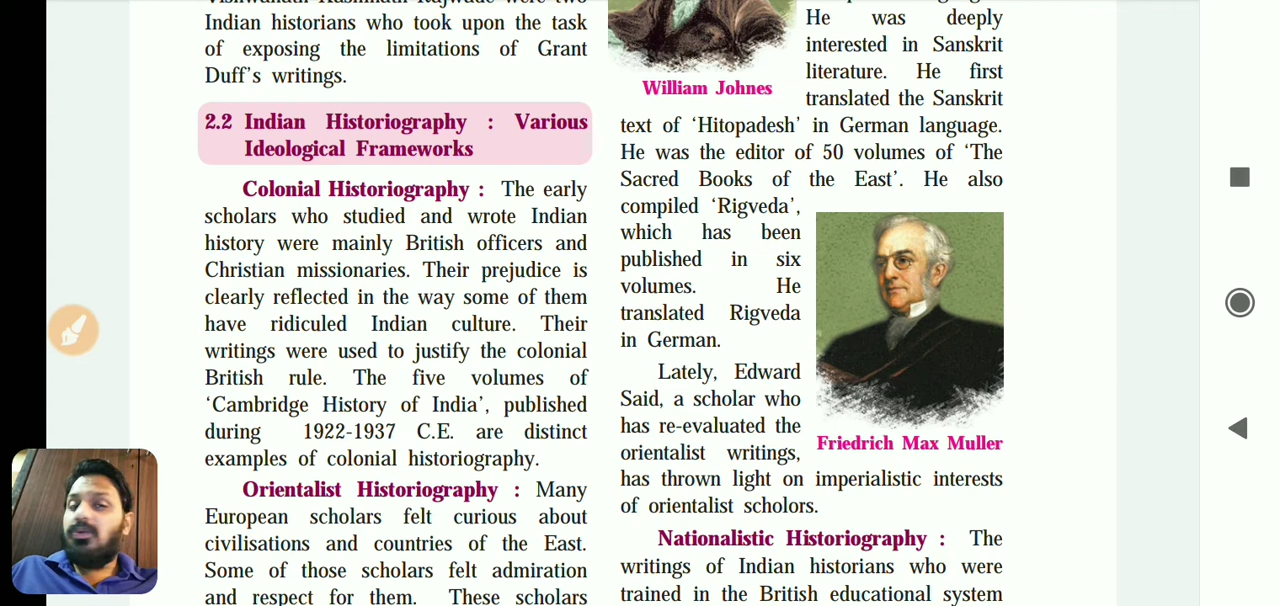 Indian historians who took upon the task
of exposing the limitations of Grant
Duff's writings.
2.2 Indian Historiography : Various
Ideological Frameworks
Colonial Historiography : The early
scholars who studied and wrote Indian
history were mainly British officers and
Christian missionaries. Their prejudice is
clearly reflected in the way some of them
have ridiculed Indian culture. Their
writings were used to justify the colonial
British rule. The five volumes of
‘Cambridge History of India’, published
during 1922-1937 C.E. are distinct
examples of colonial historiography.
Orientalist Historiography : Many
European scholars felt curious about
civilisations and countries of the East.
Some of those scholars felt admiration
and respect for them. These scholars
William Johnes
He was deeply
interested in Sanskrit
literature. He first
translated the Sanskrit
text of ‘Hitopadesh’ in German language.
He was the editor of 50 volumes of ‘The
Sacred Books of the East’. He also
compiled ‘Rigveda’,
which has been
published in six
volumes. He
translated Rigveda
in German.
Friedrich Max Muller
Lately, Edward
Said, a scholar who
has re-evaluated the
orientalist writings,
has thrown light on imperialistic interests
of orientalist scholors.
Nationalistic Historiography : The
writings of Indian historians who were
trained in the British educational system